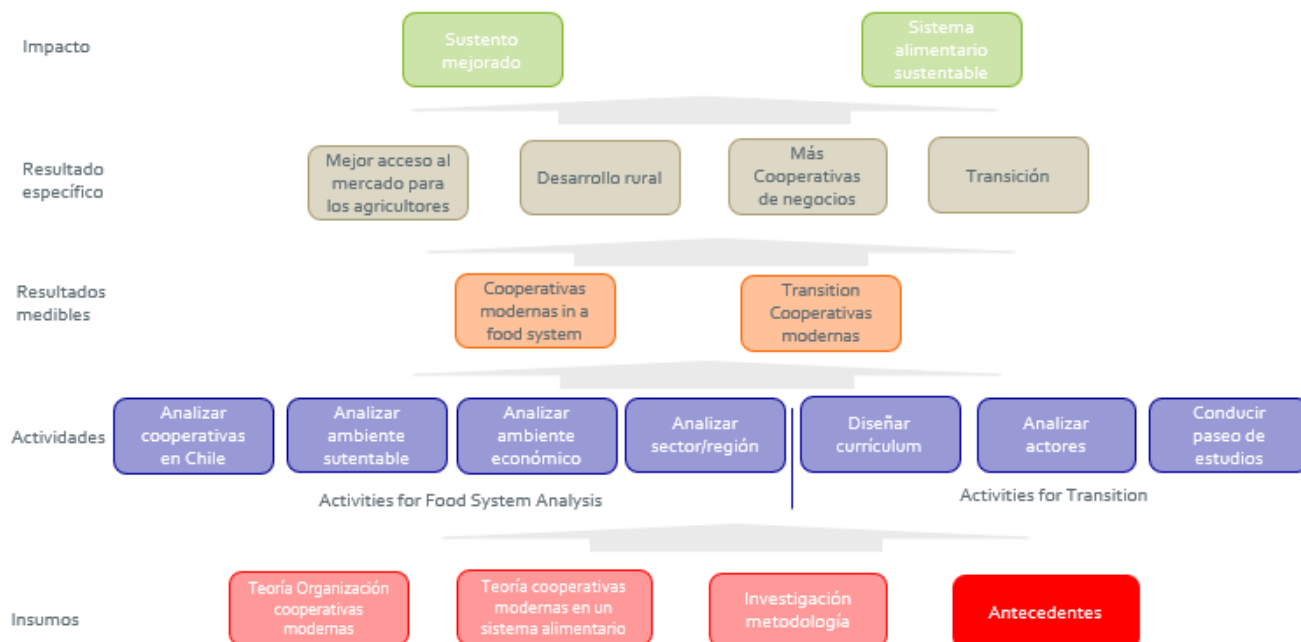 Impacto
Sustento
mejorado
Sistema
alimentario
sustentable
Resultado
específico
Mejor acceso al
mercado para
los agricultores
Desarrollo rural
Más
Cooperativas
de negocios
Transición
Resultados
medibles
Cooperativas
modernas in a
food system
Transition
Cooperativas
modernas
Actividades
Analizar
cooperativas
en Chile
Analizar
ambiente
sutentable
Analizar
ambiente
económico
Analizar
sector/región
Diseñar
currículum
Analizar
actores
Conducir
paseo de
estudios
Activities for Food System Analysis
Activities for Transition
Insumos
Teoría Organización
cooperativas
modernas
Teoría cooperativas
modernas en un
sistema alimentario
Investigación
metodología
Antecedentes